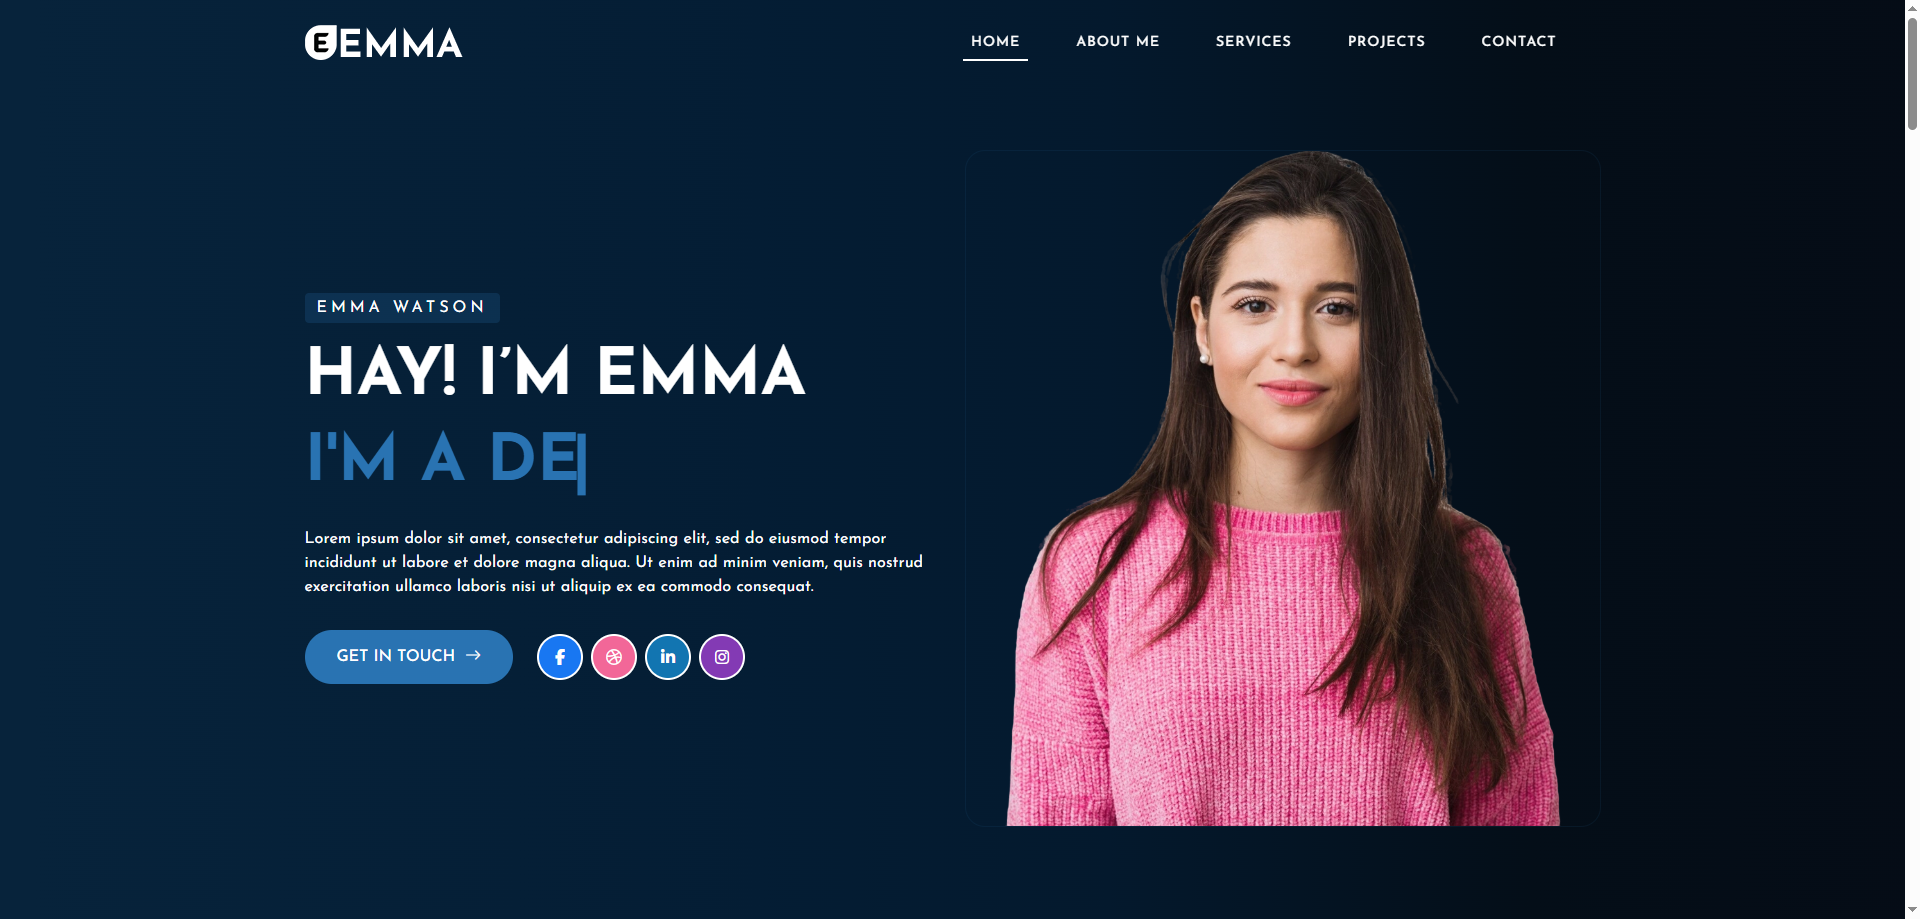 EEMMA
HOME ABOUT ME SERVICES PROJECTS CONTACT
EMMA WATSON
HAY! I'M EMMA
I'M A DE
Lorem ipsum dolor sit amet, consectetur adipiscing elit, sed do eiusmod tempor
incididunt ut labore et dolore magna aliqua. Ut enim ad minim veniam, quis nostrud
exercitation ullamco laboris nisi ut aliquip ex ea commodo consequat.
GET IN TOUCH